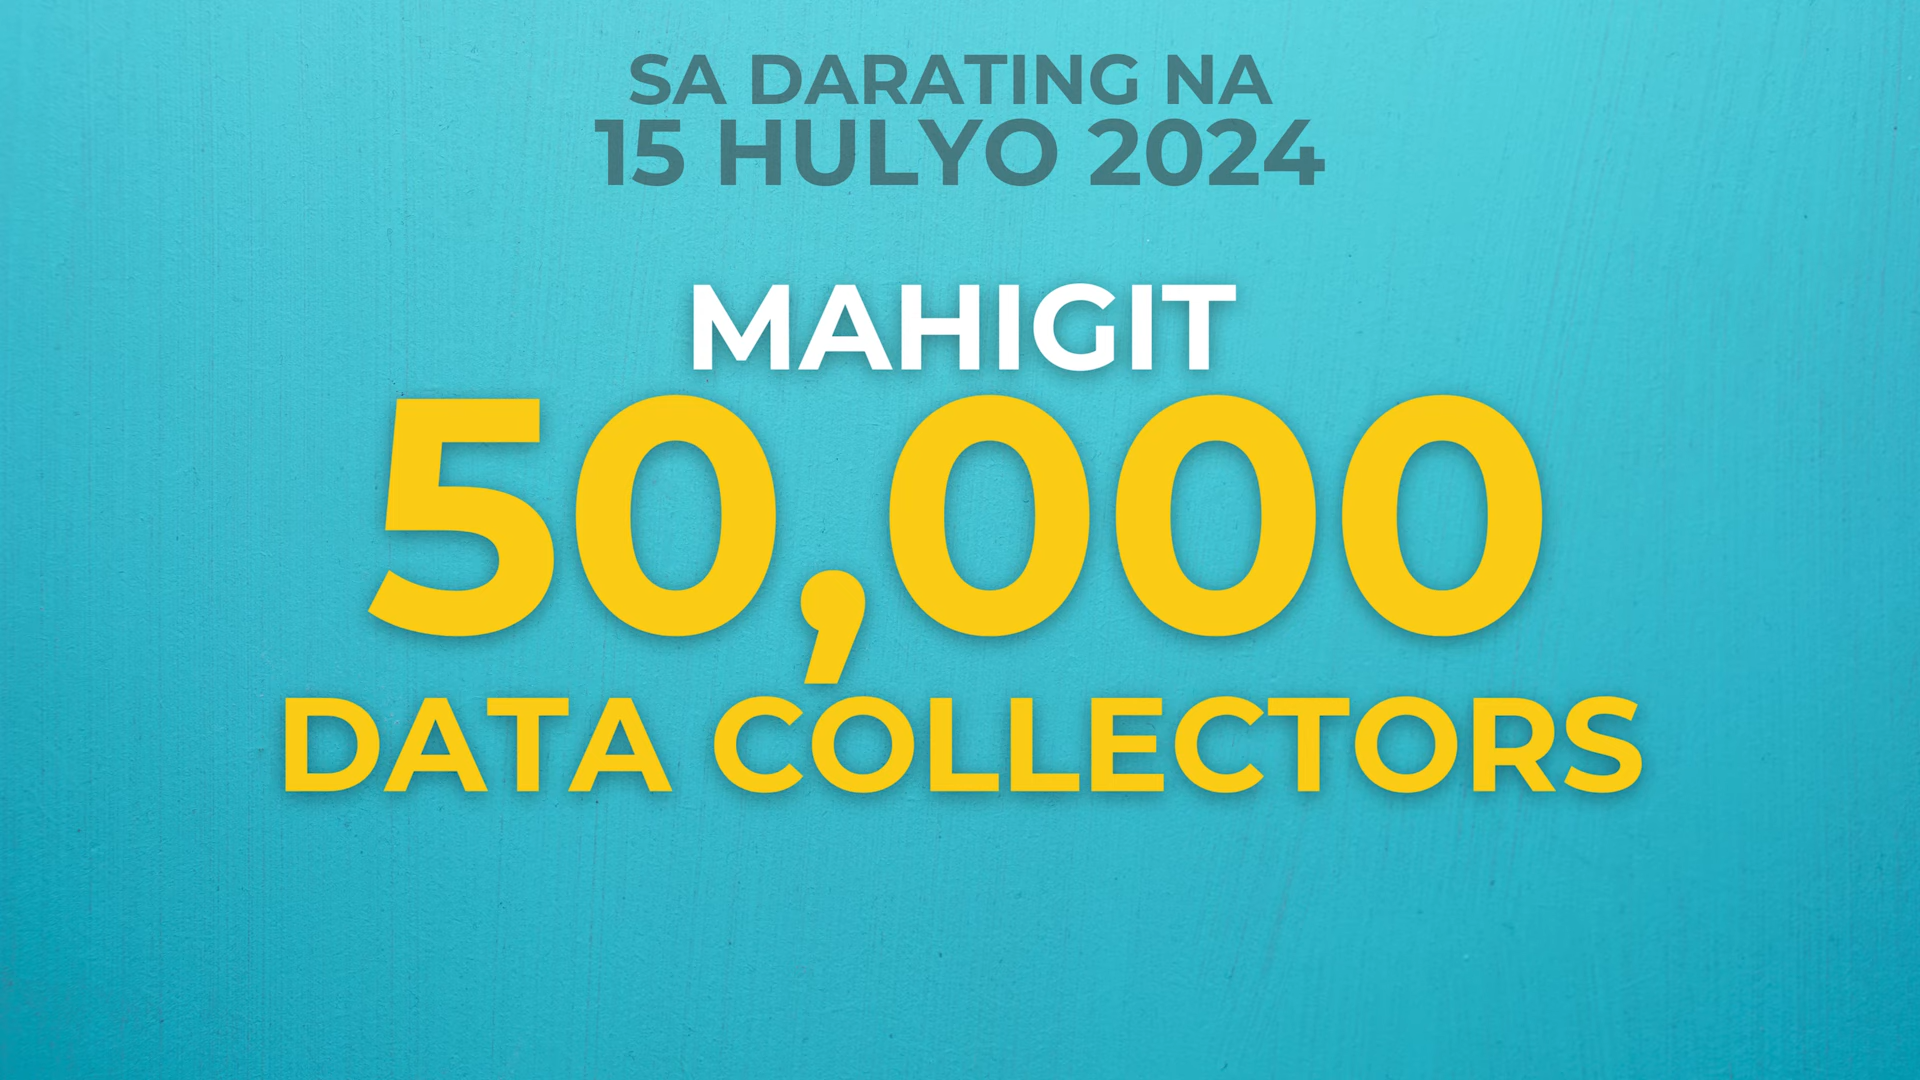 SA DARATING NA
15 HULYO 2024
MAHIGIT
50,000
DATA COLLECTORS